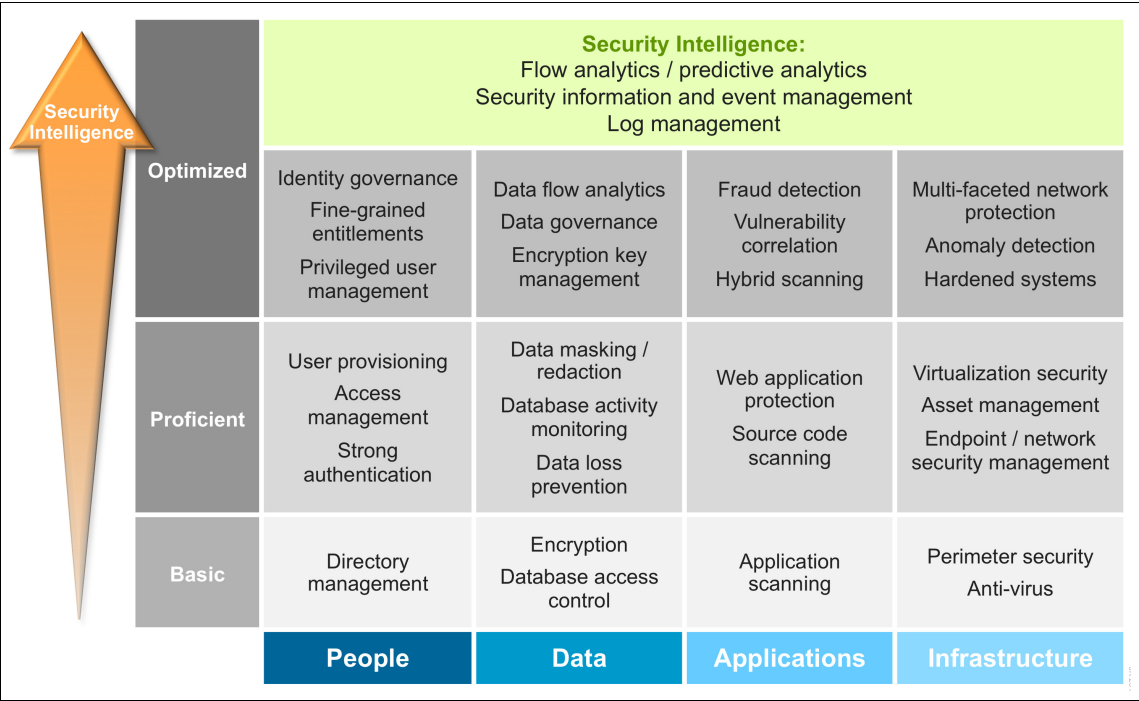 Security Intelligence:
Flow analytics / predictive analytics
Security information and event management
Log management
Security
Intelligence
Optimized
Identity governance
Fine-grained
entitlements
Privileged user
management
Data flow analytics
Data governance
Encryption key
management
Fraud detection
Vulnerability
correlation
Hybrid scanning
Multi-faceted network
protection
Anomaly detection
Hardened systems
Proficient
User provisioning
Access
management
Strong
authentication
Data masking /
redaction
Database activity
monitoring
Data loss
prevention
Web application
protection
Source code
scanning
Virtualization security
Asset management
Endpoint / network
security management
Basic
Directory
management
Encryption
Database access
control
Application
scanning
Perimeter security
Anti-virus
People
Data
Applications
Infrastructure